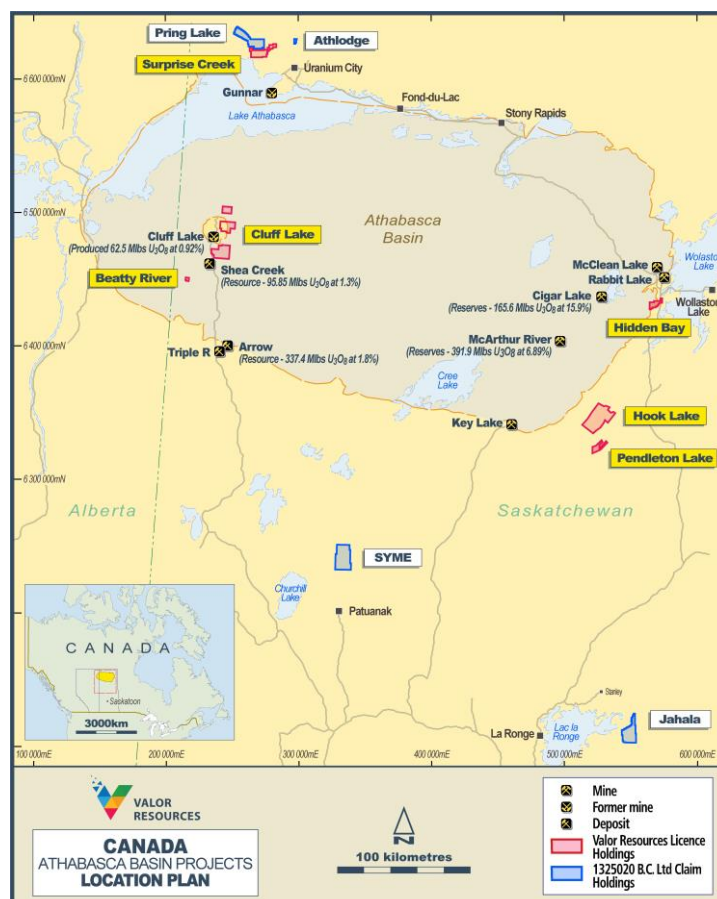 Pring Lake
Athlodge
Surprise Creek
Uranium City
6 600 000mN
Gunnar
Fond-du-Lac
Lake Athabasca
Stony Rapids
6 500 000mN
Athabasca
Basin
Cluff Lake
Cluff Lake
(Produced 62.5 Mlbs U₃O₈ at 0.92%)
Wolaston
Lake
McClean Lake
Rabbit Lake
Shea Creek
(Resource - 95.85 Mlbs U₃O₈ at 1.3%)
Beatty River
Cigar Lake
(Reserves - 165.6 Mlbs U₃O₈ at 15.9%)
Wollaston
Lake
Hidden Bay
6 400 000mN
Arrow
(Resource - 337.4 Mlbs U₃O₈ at 1.8%)
Triple R
McArthur River
(Reserves - 391.9 Mlbs U₃O₈ at 6.89%)
Cree
Lake
Hook Lake
Key Lake
Pendleton Lake
6 300 000mN
Alberta
Saskatchewan
SYME
Churchill
Lake
Patuanak
CANADA
Saskatoon
3000km
Stanley
Jahala
La Ronge
Lac la
Ronge
100 000mE
200 000mE
300 000mE
400 000mE
500 000mE
600 000mE
VALOR
RESOURCES
CANADA
ATHABASCA BASIN PROJECTS
LOCATION PLAN
N
100 kilometres
Mine
Former mine
Deposit
Valor Resources Licence
Holdings
1325020 B.C. Ltd Claim
Holdings